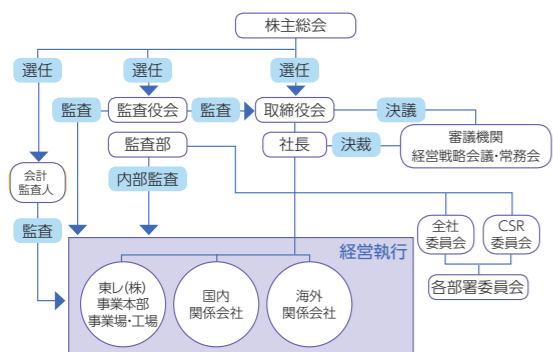 株主総会
選任
選任
選任
監査
監査役会
監査
取締役会
決議
監査部
社長
決裁
審議機関
経営戦略会議・常務会
会計
監査人
内部監査
監査
全社
委員会
CSR
委員会
経営執行
各部署委員会
東レ(株)
事業本部
事業場・工場
国内
関係会社
海外
関係会社